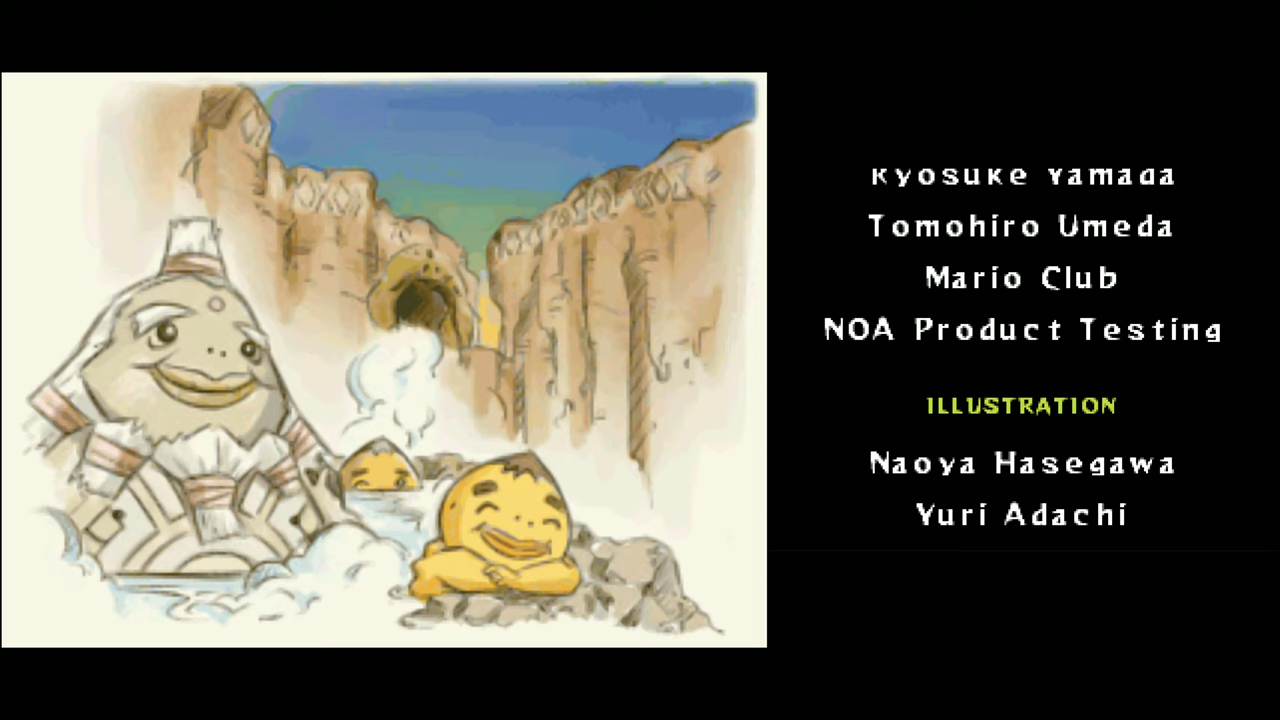 Kyosuke Yamada
Tomohiro Umeda
Mario Club
NOA Product Testing
ILLUSTRATION
Naoya Hasegawa
Yuri Adachi